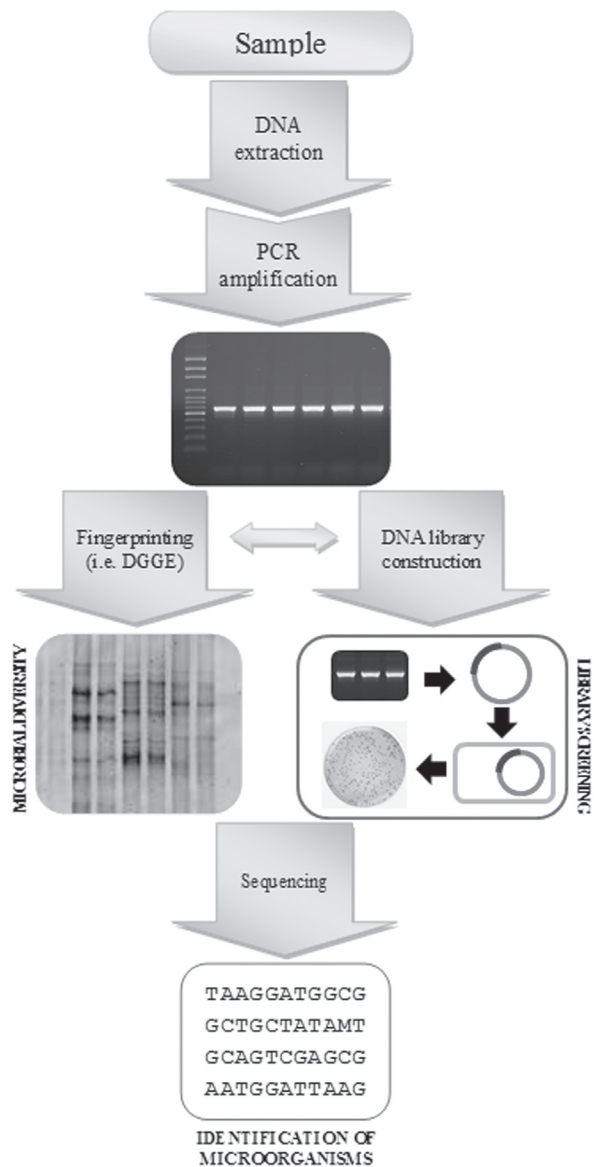 Sample
DNA
extraction
PCR
amplification
Fingerprinting
(i.e. DGGE)
DNA library
construction
MICROBIAL DIVERSITY
LIBRARY SCREENING
Sequencing
TAAGGATGGCG
GCTGCTATAMT
GCAGTCGAGCG
AATGGATTAAG
IDENTIFICATION OF
MICROORGANISMS